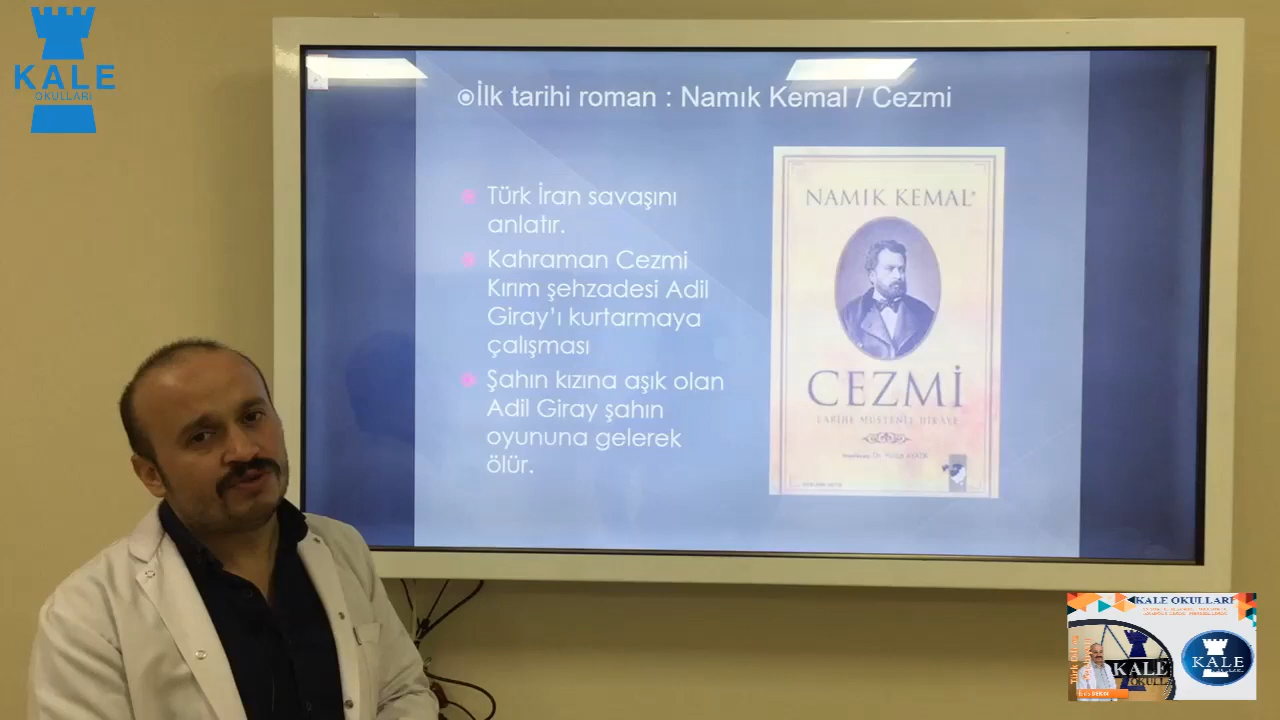 KALE
OKULLARI
İlk tarihi roman : Namık Kemal / Cezmi
Türk İran savaşını
anlatır.
Kahraman Cezmi
Kırım şehzadesi Adil
Giray'ı kurtarmaya
çalışması
Şahın kızına aşık olan
Adil Giray şahın
oyununa gelerek
ölür.
NAMIK KEMAL
CEZMİ
TARİHE MÜSTENİT HİKAYE
KALE OKULLARI
KALE
OKULL
KALE